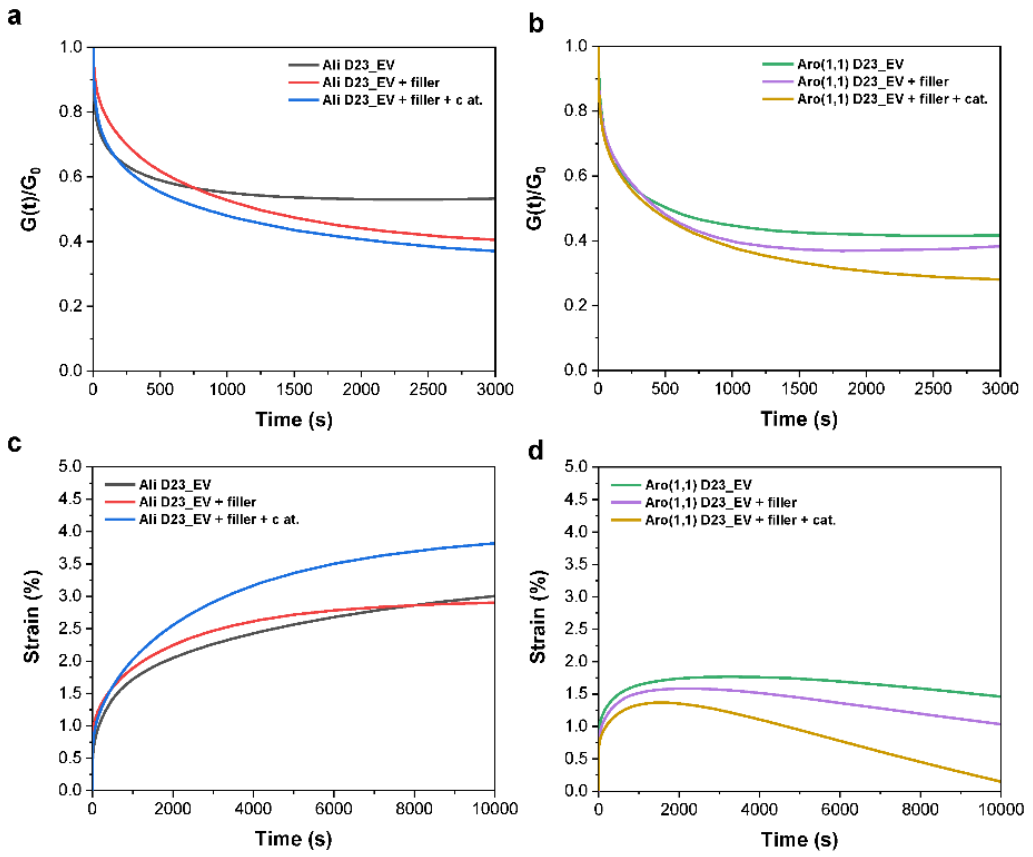 a
1.0
0.8
0.6
0.4
0.2
0.0
G(t)/G0
0
500
1000
1500
2000
2500
3000
Time (s)
Ali D23_EV
Ali D23_EV + filler
Ali D23_EV + filler + c at.
b
1.0
0.8
0.6
0.4
0.2
0.0
G(t)/G0
0
500
1000
1500
2000
2500
3000
Time (s)
Aro(1,1) D23_EV
Aro(1,1) D23_EV + filler
Aro(1,1) D23_EV + filler + cat.
c
5.0
4.5
4.0
3.5
3.0
2.5
2.0
1.5
1.0
0.5
0.0
Strain (%)
0
2000
4000
6000
8000
10000
Time (s)
Ali D23_EV
Ali D23_EV + filler
Ali D23_EV + filler + c at.
d
5.0
4.5
4.0
3.5
3.0
2.5
2.0
1.5
1.0
0.5
0.0
Strain (%)
0
2000
4000
6000
8000
10000
Time (s)
Aro(1,1) D23_EV
Aro(1,1) D23_EV + filler
Aro(1,1) D23_EV + filler + cat.